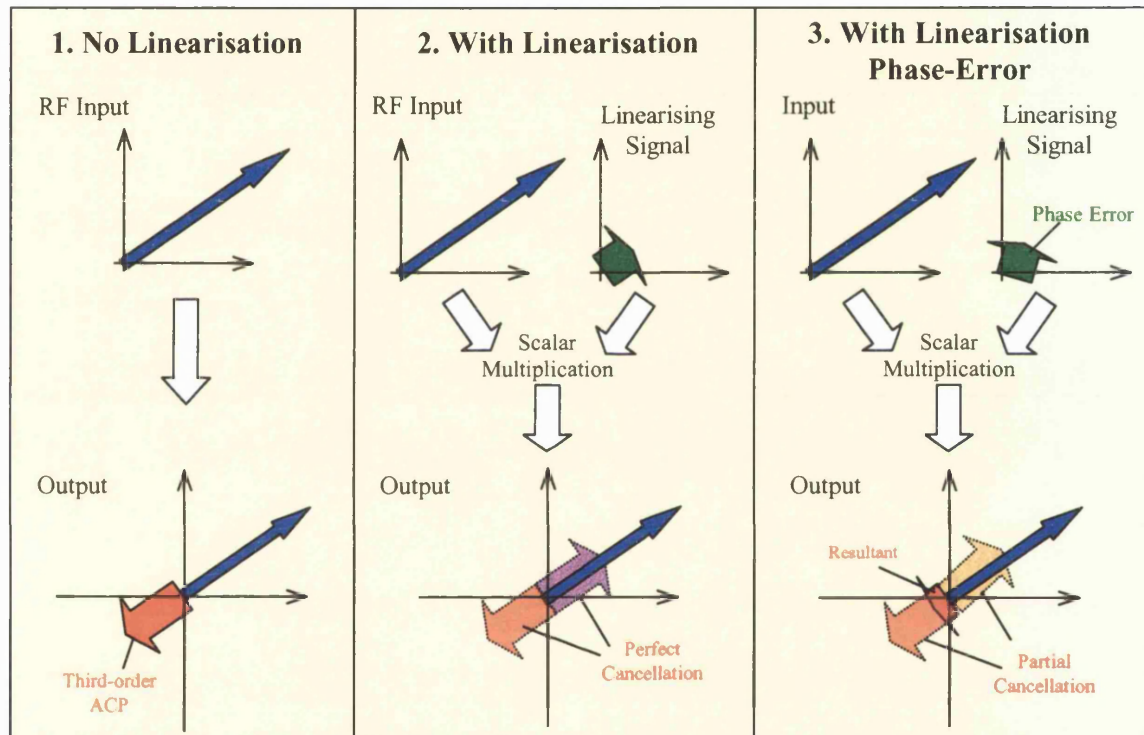 1. No Linearisation
RF Input
Output
Third-order
ACP
2. With Linearisation
RF Input
Linearising
Signal
Scalar
Multiplication
Output
Perfect
Cancellation
3. With Linearisation
Phase-Error
Input
Linearising
Signal
Phase Error
Scalar
Multiplication
Output
Resultant
Partial
Cancellation